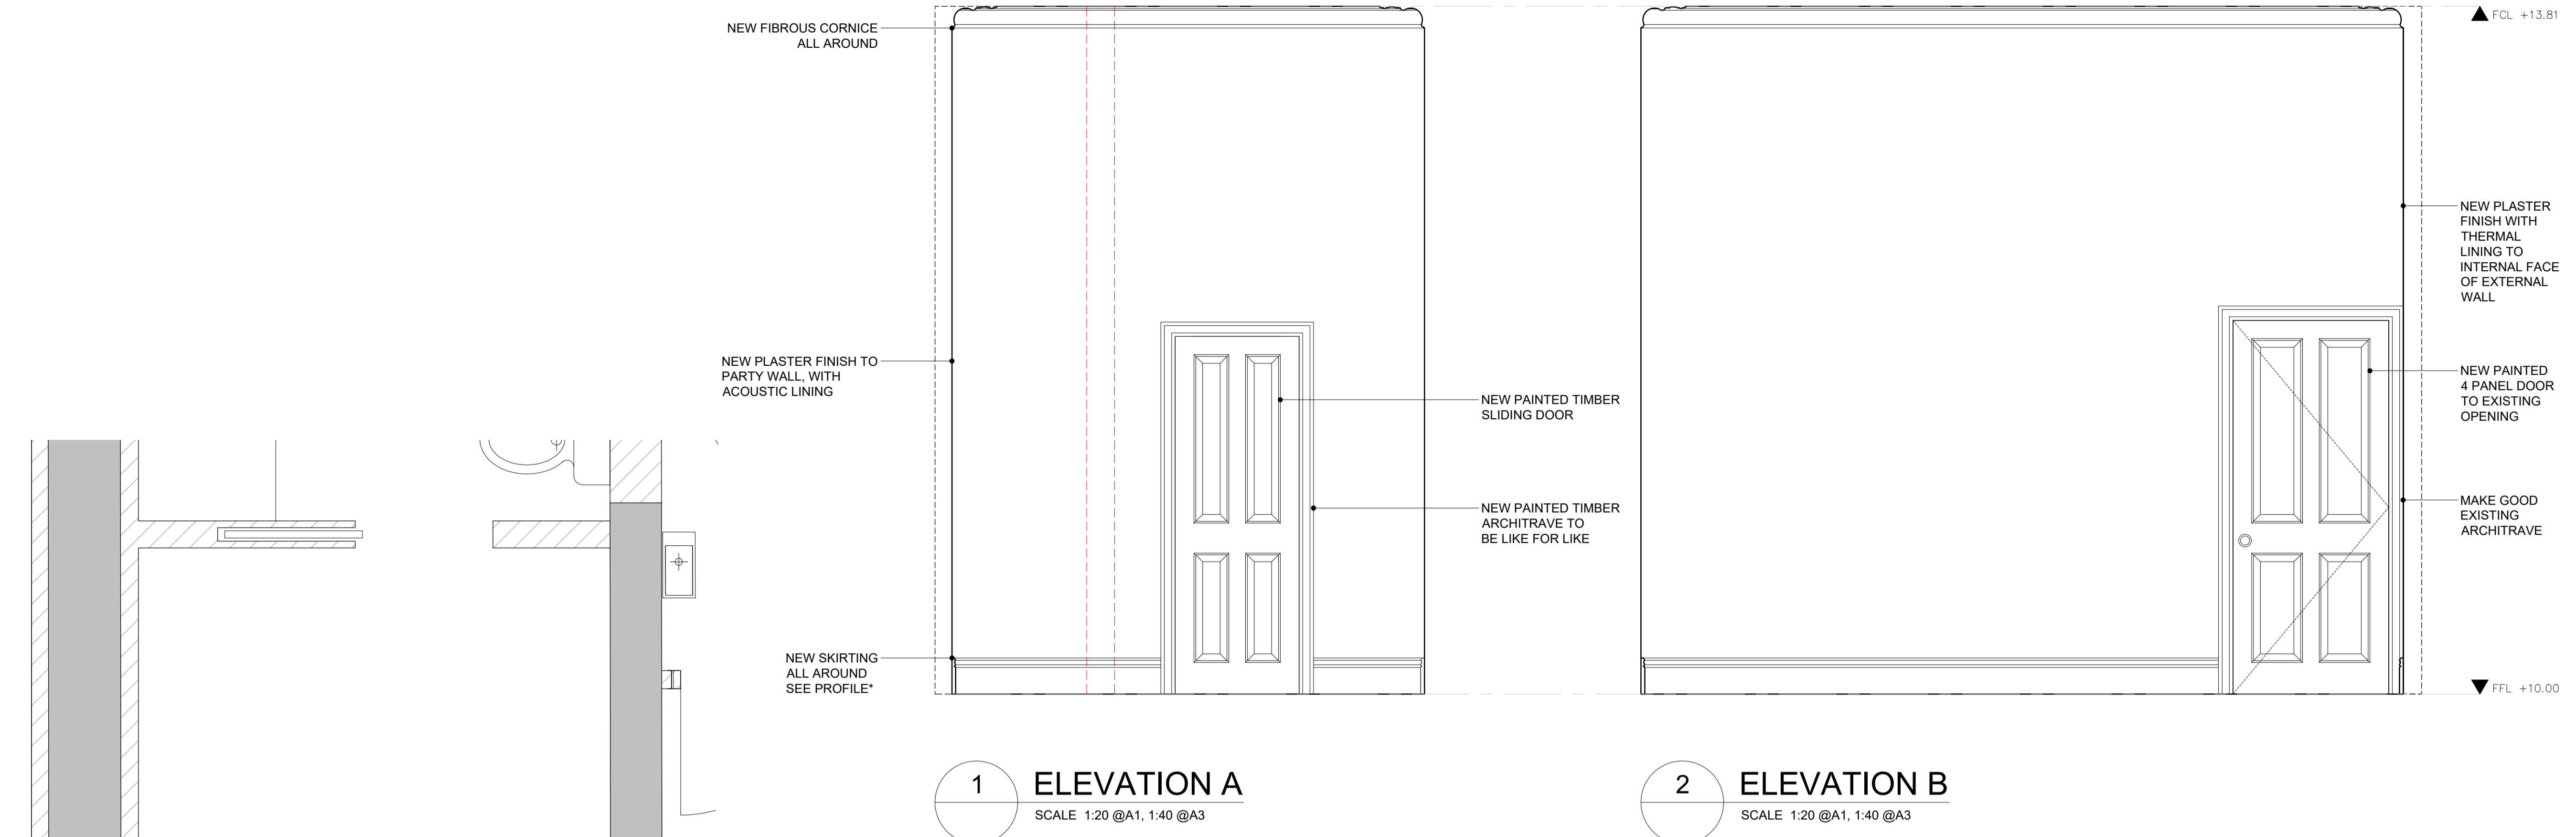 NEW FIBROUS CORNICE
ALL AROUND
NEW PLASTER FINISH TO
PARTY WALL, WITH
ACOUSTIC LINING
NEW SKIRTING
ALL AROUND
SEE PROFILE*
NEW PAINTED TIMBER
SLIDING DOOR
NEW PAINTED TIMBER
ARCHITRAVE TO
BE LIKE FOR LIKE
FCL +13.81
NEW PLASTER
FINISH WITH
THERMAL
LINING TO
INTERNAL FACE
OF EXTERNAL
WALL
NEW PAINTED
4 PANEL DOOR
TO EXISTING
OPENING
MAKE GOOD
EXISTING
ARCHITRAVE
FFL +10.00
1
ELEVATION A
SCALE 1:20 @A1, 1:40 @A3
2
ELEVATION B
SCALE 1:20 @A1, 1:40 @A3